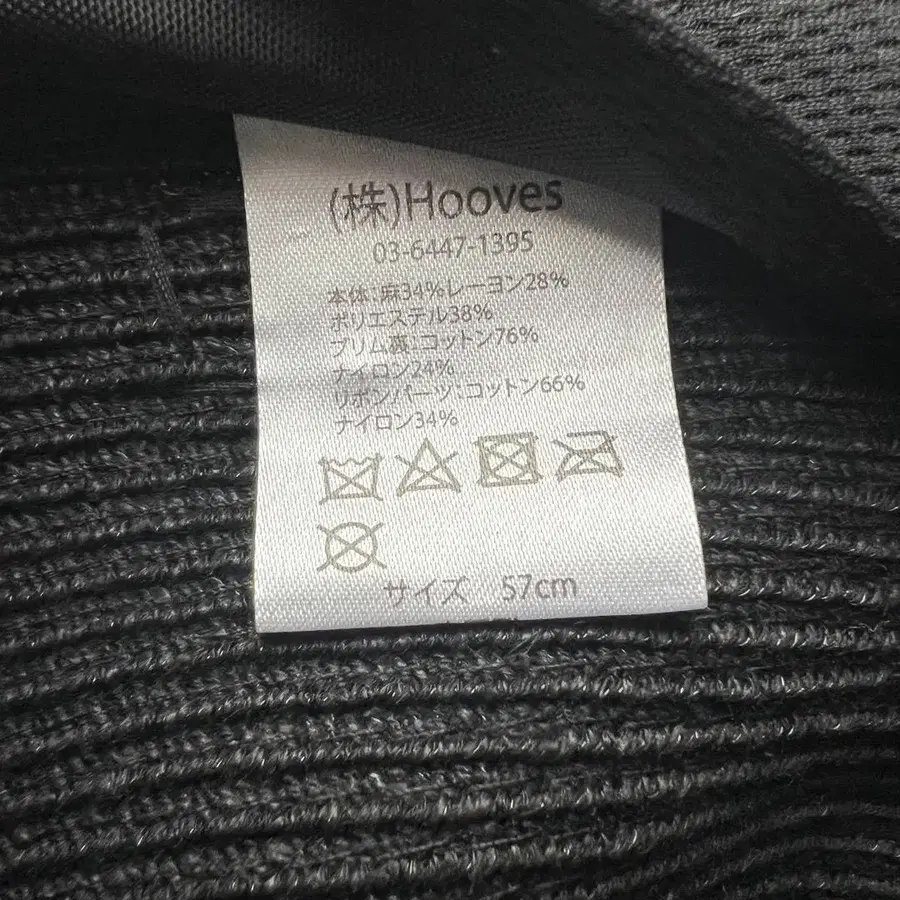 (株)Hooves
03-6447-1395
本体:麻34%レーヨン28%
ポリエステル38%
ブリム裏:コットン76%
ナイロン24%
リボンパーツ:コットン66%
ナイロン34%
サイズ 57cm